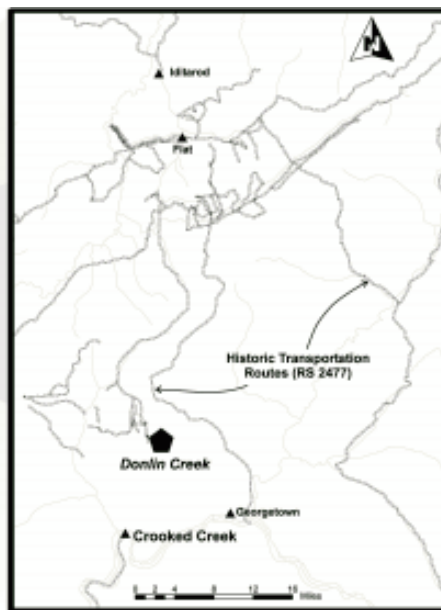 N
Iditarod
Flat
Historic Transportation
Routes (RS 2477)
Donlin Creek
Georgetown
Crooked Creek
0 2 4 8 12 16
Miles